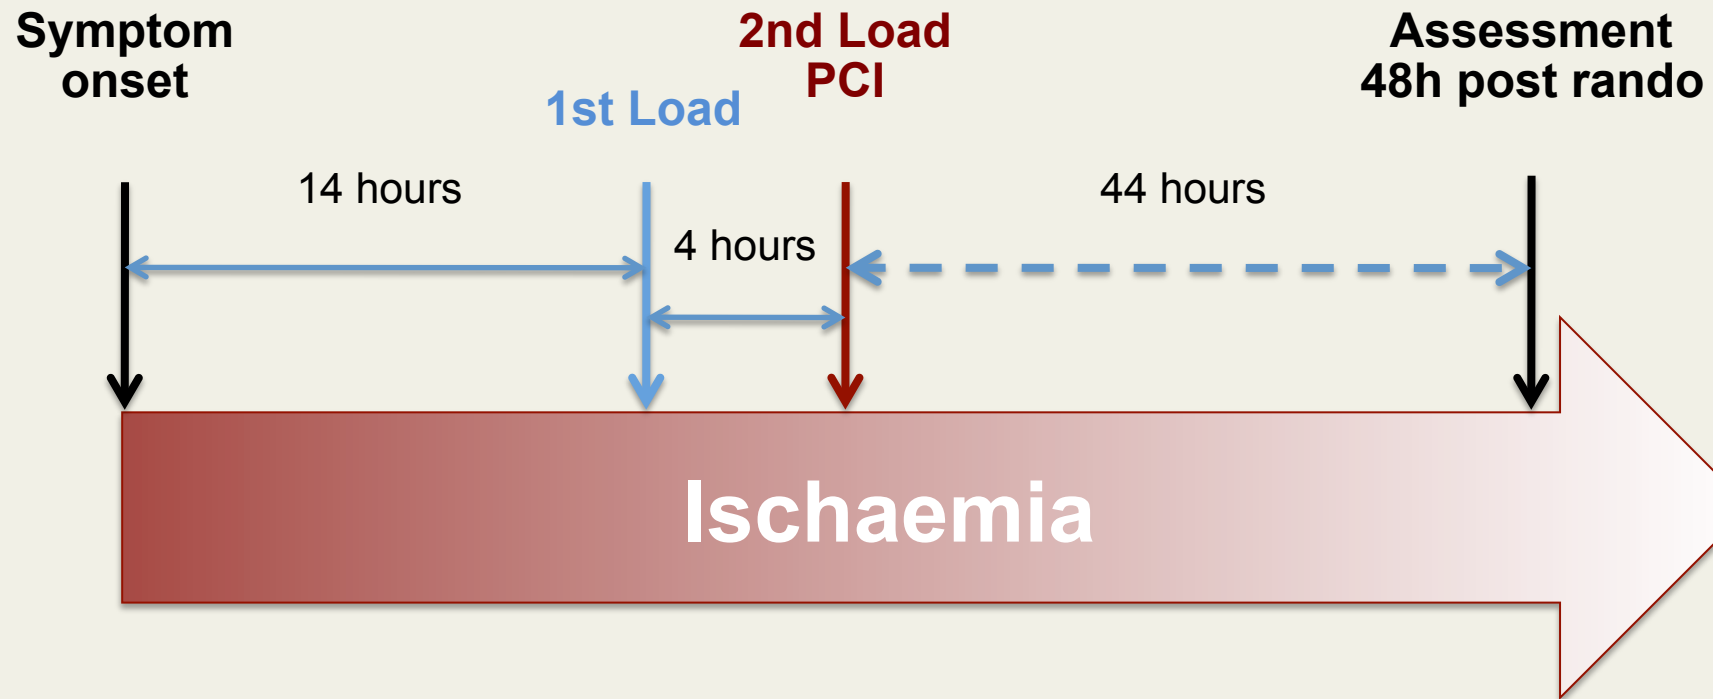 Symptom
onset
1st Load
2nd Load
PCI
Assessment
48h post rando
14 hours
4 hours
44 hours
Ischaemia